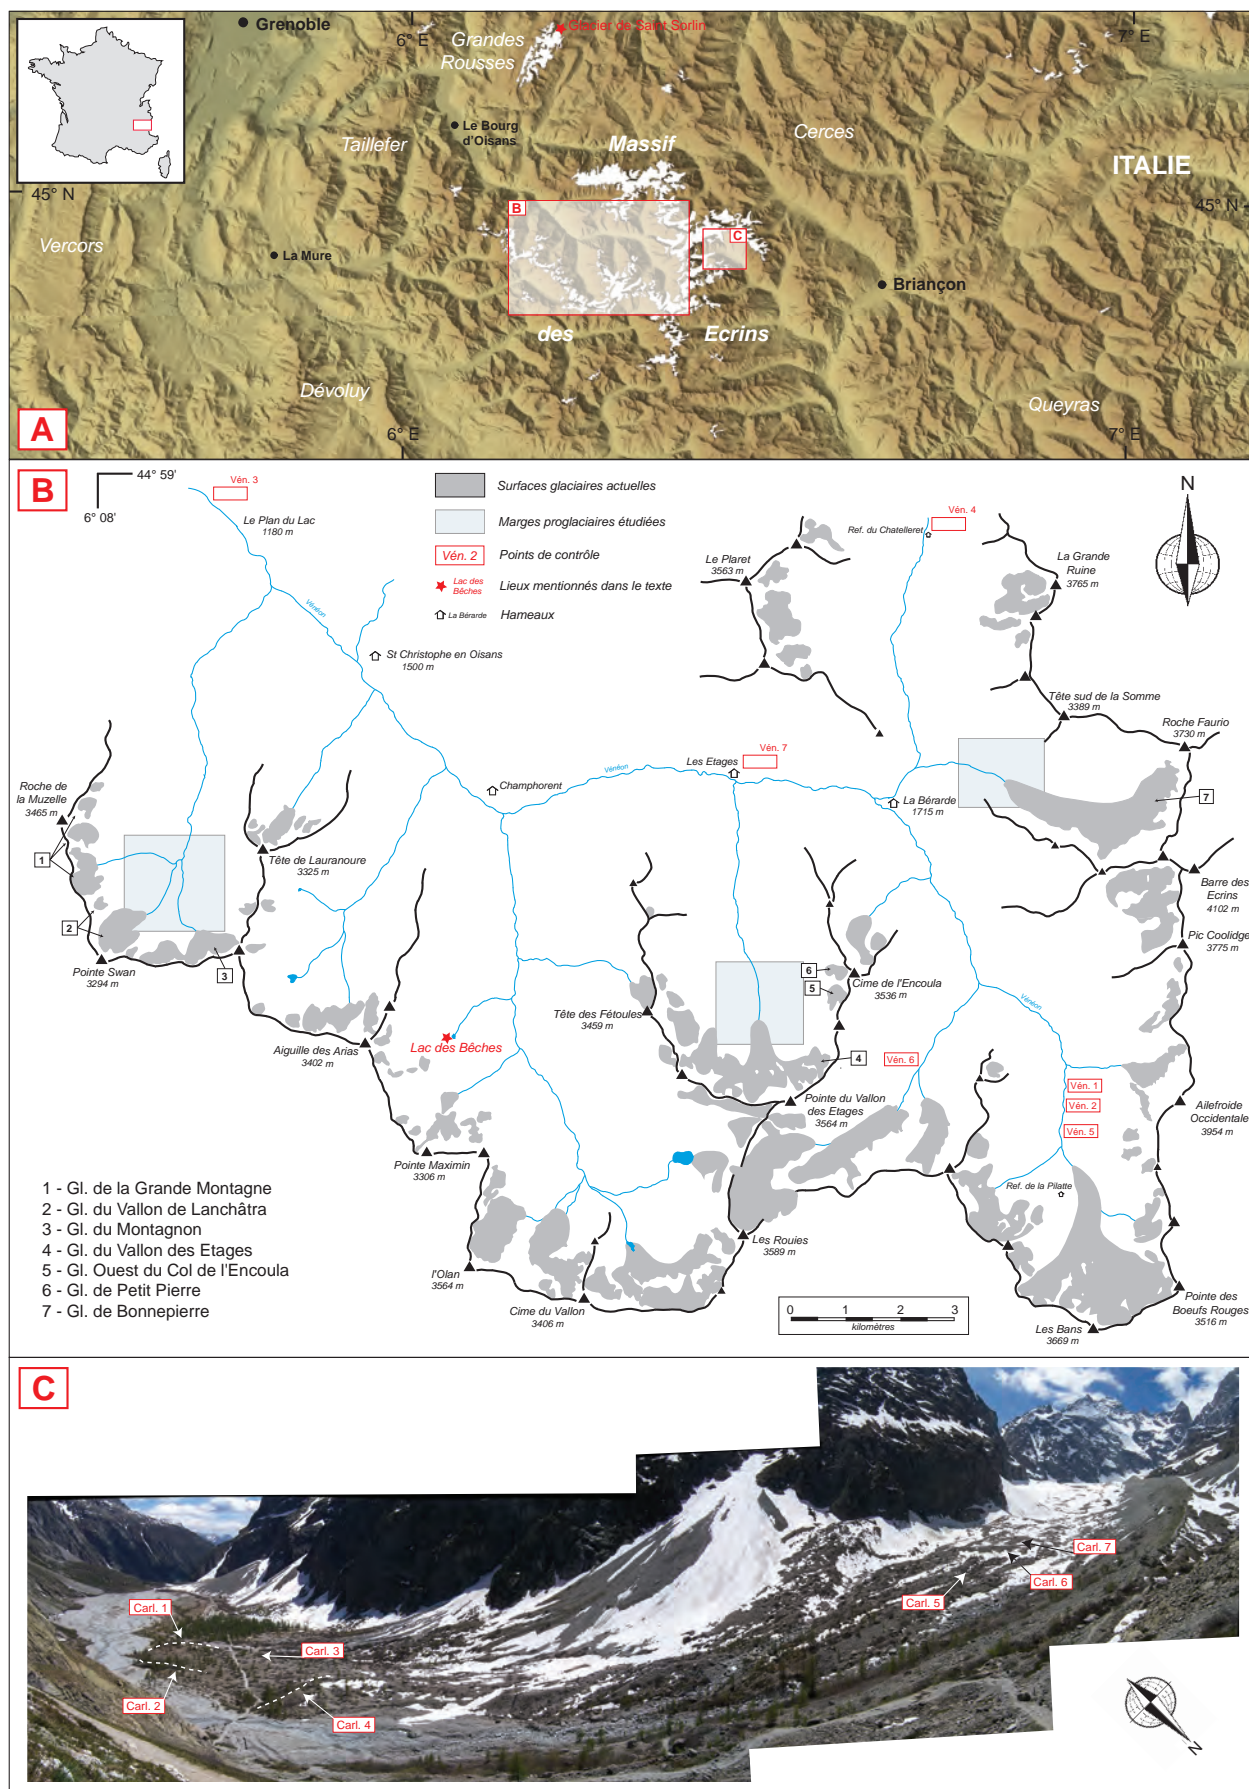 Grenoble
6° E
Grandes
Rousses
Glacier de Saint Sorlin
7° E
Le Bourg
d'Oisans
Taillefer
Massif
Cerces
ITALIE
45° N
45° N
B
C
Vercors
La Mure
Briançon
des
Ecrins
Dévoluy
Queyras
A
6° E
7° E
B
44° 59'
6° 08'
Vén. 3
Le Plan du Lac
1180 m
Surfaces glaciaires actuelles
Marges proglaciaires étudiées
Vén. 2
Points de contrôle
Lac des
Bêches
Lieux mentionnés dans le texte
La Bérarde
Hameaux
N
Vén. 4
Ref. du Chatelleret
Le Plaret
3563 m
La Grande
Ruine
3765 m
Vénéon
St Christophe en Oisans
1500 m
Tête sud de la Somme
3389 m
Roche Faurio
3730 m
Vén. 7
Les Etages
Vénéon
Champhorent
La Bérarde
1715 m
7
Roche de
la Muzelle
3465 m
1
Tête de Lauranoure
3325 m
Barre des
Ecrins
4102 m
2
Pointe Swan
3294 m
3
Pic Coolidge
3775 m
6
5
Cime de l'Encoula
3536 m
Vénéon
Tête des Fétoules
3459 m
Aiguille des Arias
3402 m
Lac des Bêches
4
Vén. 6
Vén. 1
Vén. 2
Vén. 5
Pointe du Vallon
des Etages
3564 m
Ailefroide
Occidentale
3954 m
Pointe Maximin
3306 m
Ref. de la Pilatte
1 - Gl. de la Grande Montagne
2 - Gl. du Vallon de Lanchâtra
3 - Gl. du Montagnon
4 - Gl. du Vallon des Etages
5 - Gl. Ouest du Col de l'Encoula
6 - Gl. de Petit Pierre
7 - Gl. de Bonnepierre
Les Rouies
3589 m
l'Olan
3564 m
Cime du Vallon
3406 m
0 1 2 3
kilomètres
Pointe des
Boeufs Rouges
3516 m
Les Bans
3669 m
C
Carl. 7
Carl. 6
Carl. 5
Carl. 1
Carl. 3
Carl. 2
Carl. 4
N